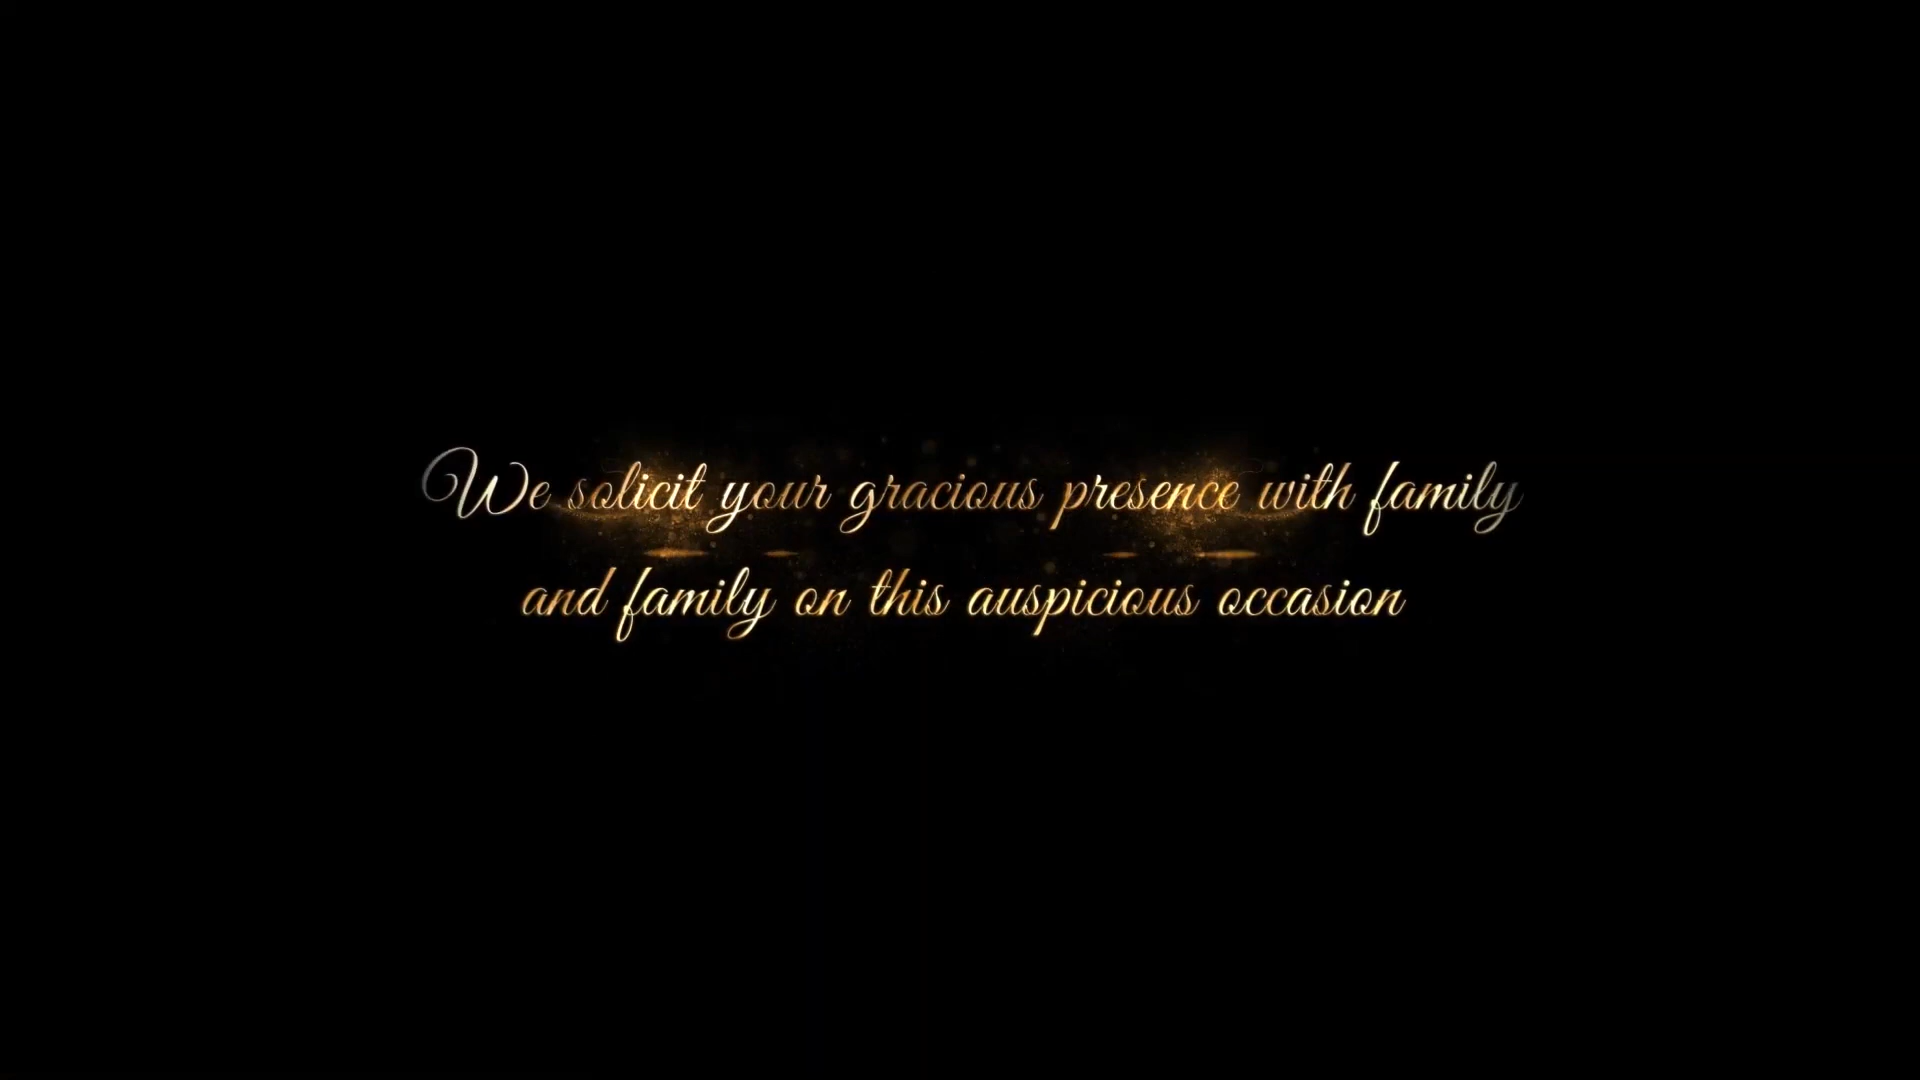 We solicit your gracious presence with family
and family on this auspicious occasion